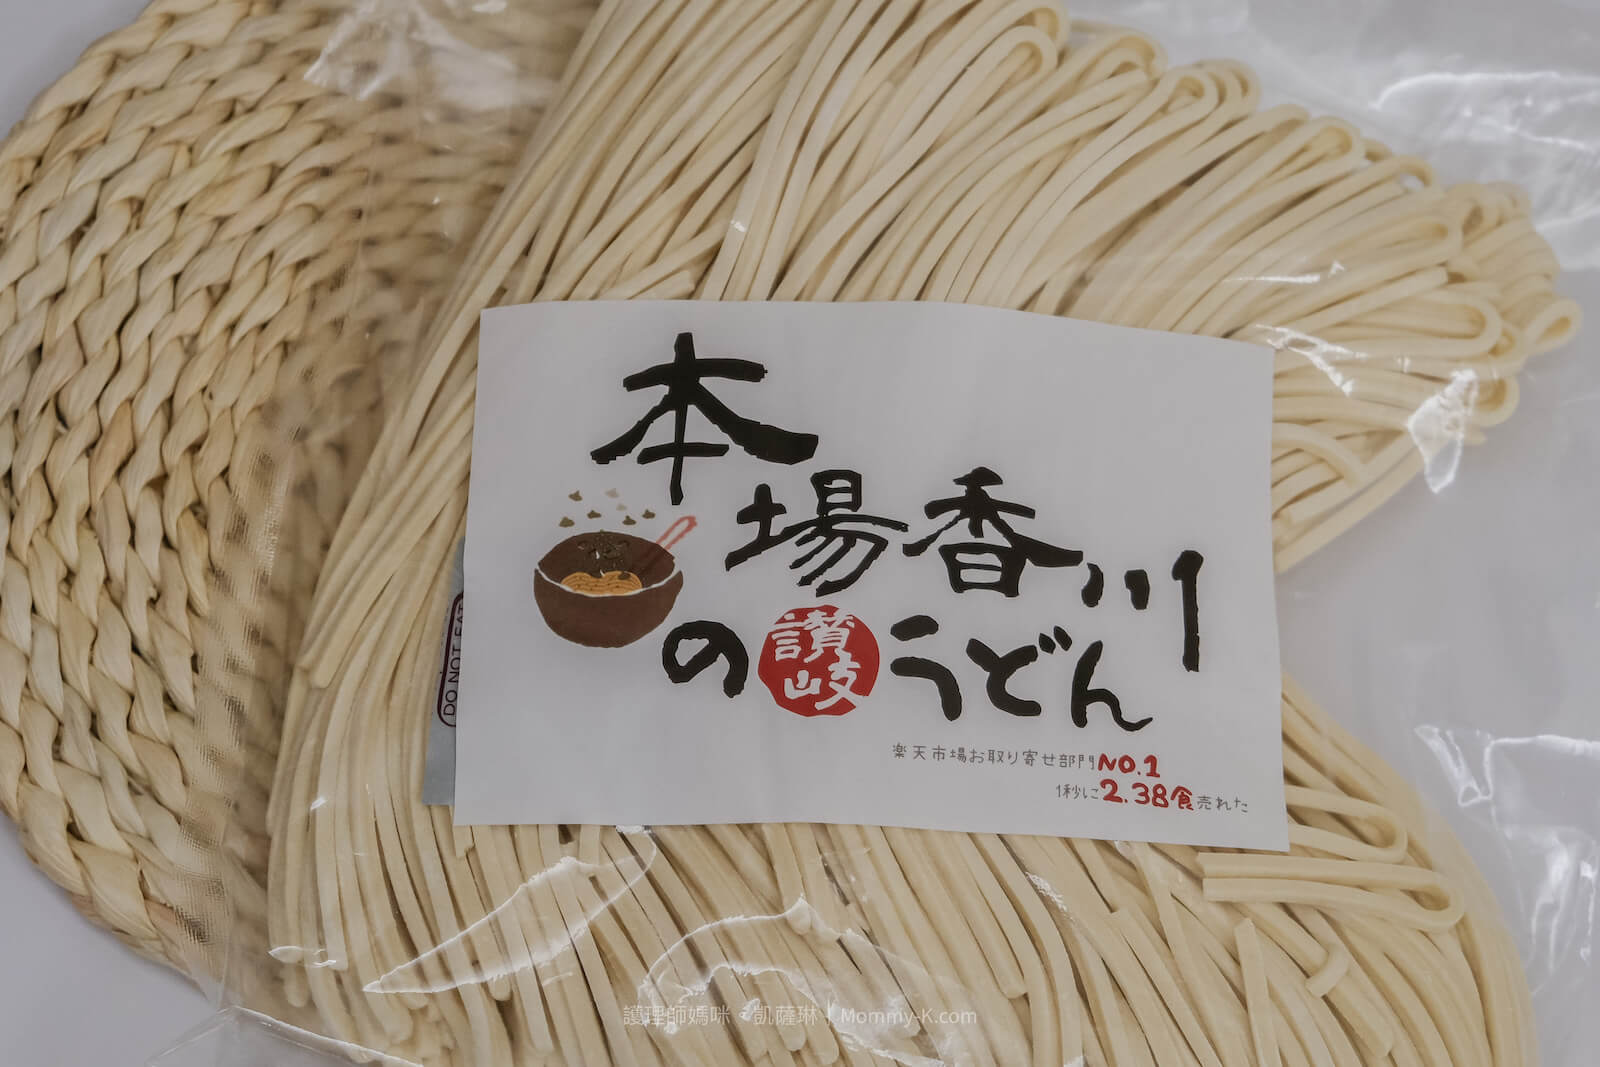 本場香川
の讃岐うどん
楽天市場お取り寄せ部門NO.1
1秒に2.38食売れた
DO NOT EAT
護理師媽咪。凱薩琳 | Mommy-K.com